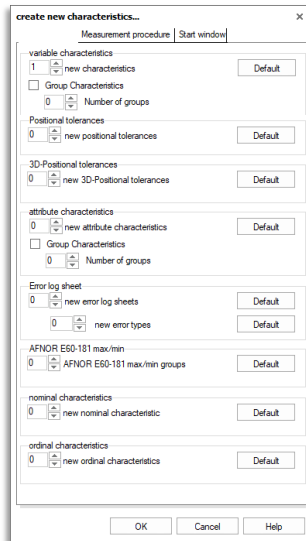 create new characteristics... ×
Measurement procedure Start window
variable characteristics
1 new characteristics Default
Group Characteristics
0 Number of groups
Positional tolerances
0 new positional tolerances Default
3D-Positional tolerances
0 new 3D-Positional tolerances Default
attribute characteristics
0 new attribute characteristics Default
Group Characteristics
0 Number of groups
Error log sheet
0 new error log sheets Default
0 new error types Default
AFNOR E60-181 max/min
0 AFNOR E60-181 max/min groups Default
nominal characteristics
0 new nominal characteristic Default
ordinal characteristics
0 new ordinal characteristics Default
OK Cancel Help